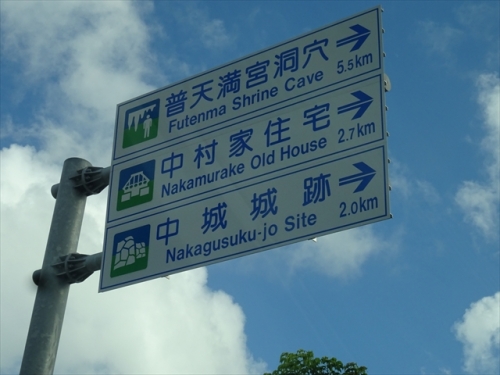 普天満宮洞穴
Futenma Shrine Cave 5.5km
中村家住宅
Nakamurake Old House 2.7km
中城城跡
Nakagusuku-jo Site 2.0km